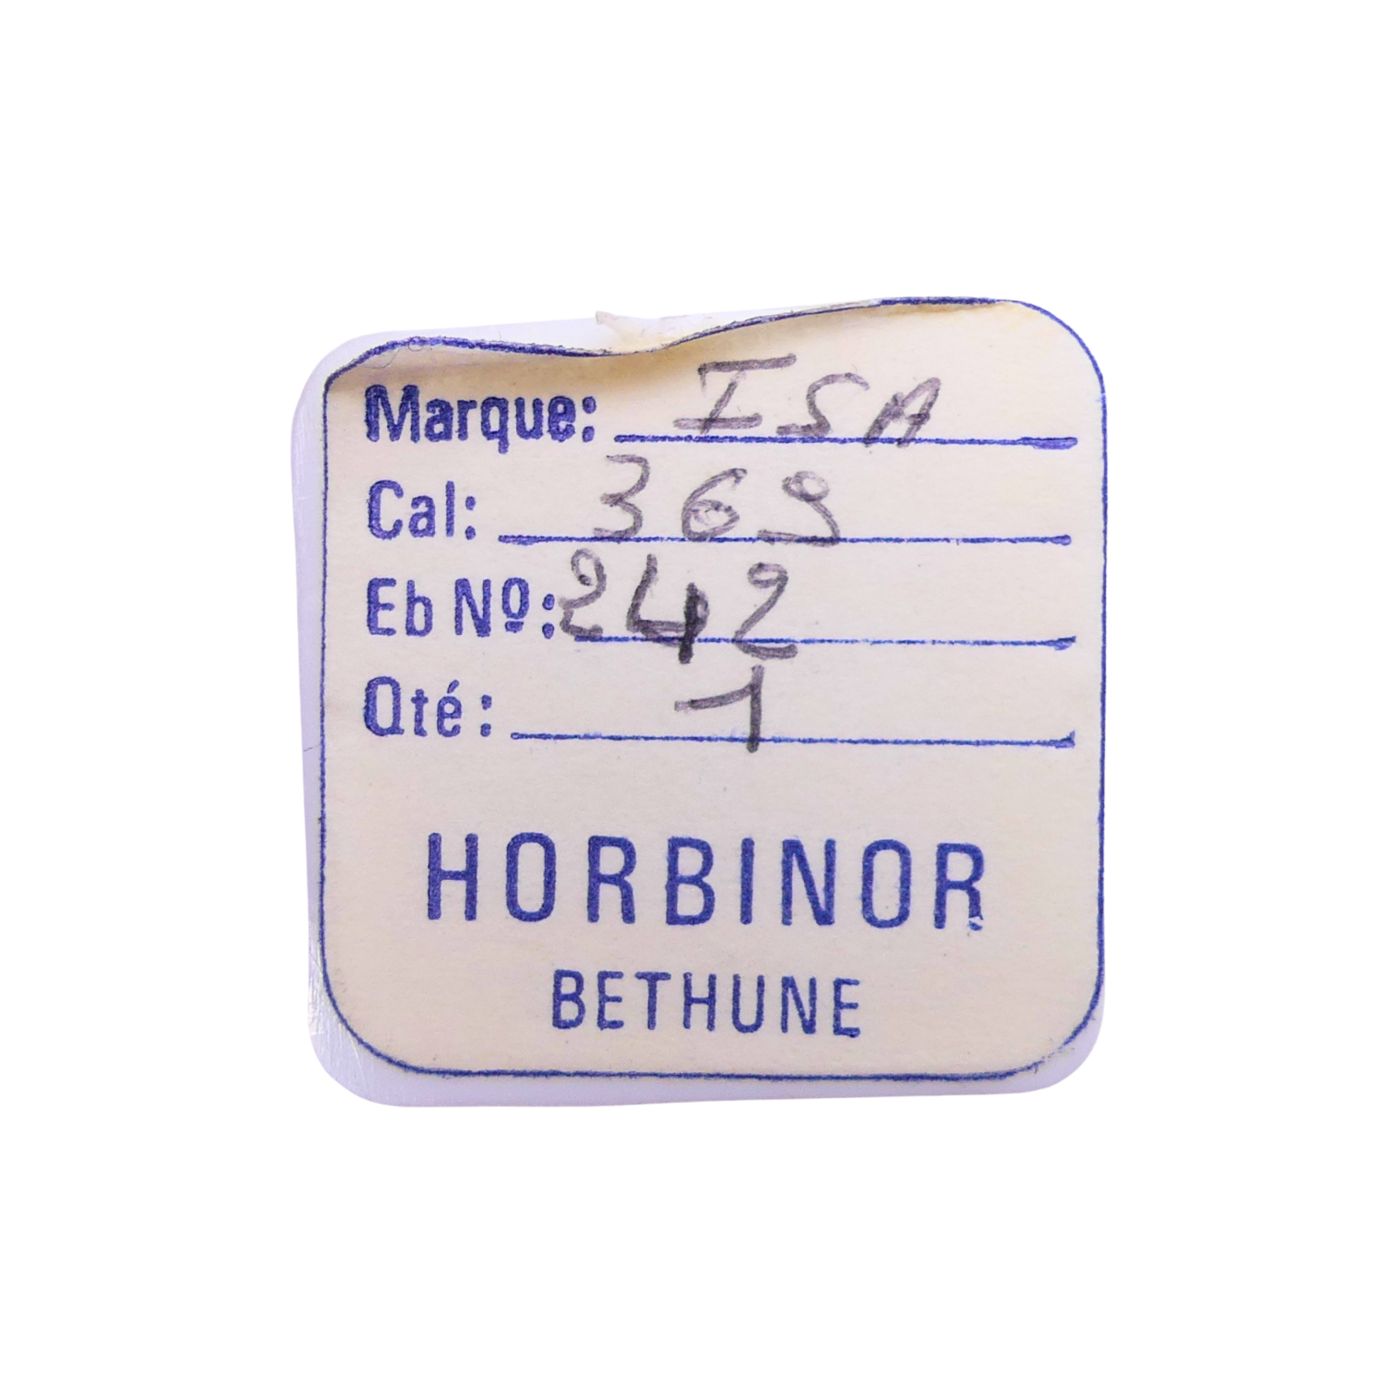 Marque: ISA
Cal: 369
Eb Nº: 242
Qté: 1
HORBINOR
BETHUNE